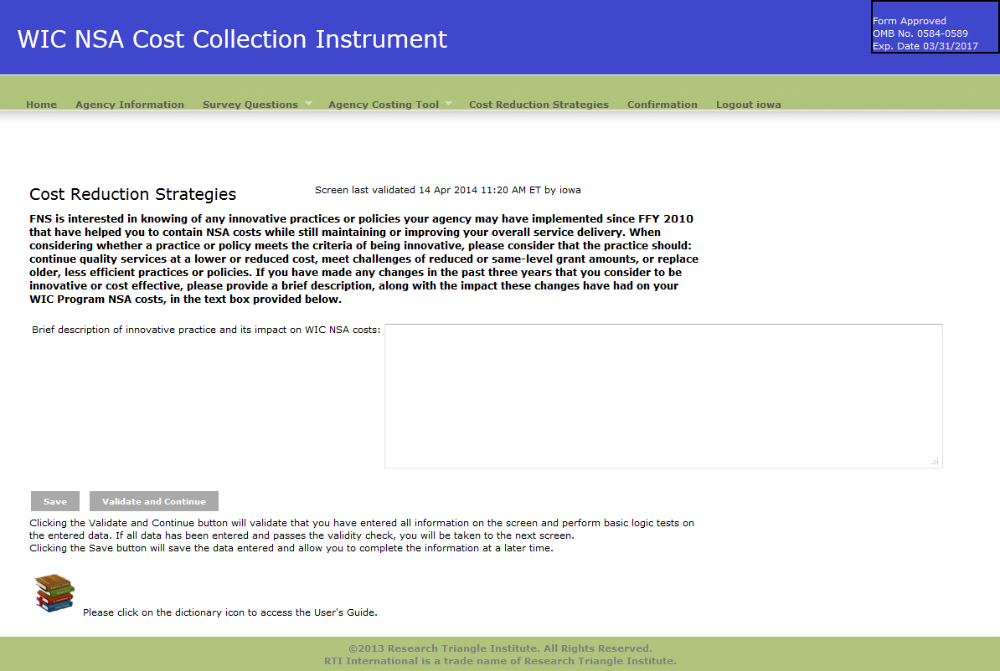 WIC NSA Cost Collection Instrument
Form Approved
OMB No. 0584-0589
Exp. Date 03/31/2017
Home Agency Information Survey Questions Agency Costing Tool Cost Reduction Strategies Confirmation Logout iowa
Cost Reduction Strategies
Screen last validated 14 Apr 2014 11:20 AM ET by iowa
FNS is interested in knowing of any innovative practices or policies your agency may have implemented since FFY 2010
that have helped you to contain NSA costs while still maintaining or improving your overall service delivery. When
considering whether a practice or policy meets the criteria of being innovative, please consider that the practice should:
continue quality services at a lower or reduced cost, meet challenges of reduced or same-level grant amounts, or replace
older, less efficient practices or policies. If you have made any changes in the past three years that you consider to be
innovative or cost effective, please provide a brief description, along with the impact these changes have had on your
WIC Program NSA costs, in the text box provided below.
Brief description of innovative practice and its impact on WIC NSA costs:
Save Validate and Continue
Clicking the Validate and Continue button will validate that you have entered all information on the screen and perform basic logic tests on
the entered data. If all data has been entered and passes the validity check, you will be taken to the next screen.
Clicking the Save button will save the data entered and allow you to complete the information at a later time.
Please click on the dictionary icon to access the User's Guide.
©2013 Research Triangle Institute. All Rights Reserved.
RTI International is a trade name of Research Triangle Institute.